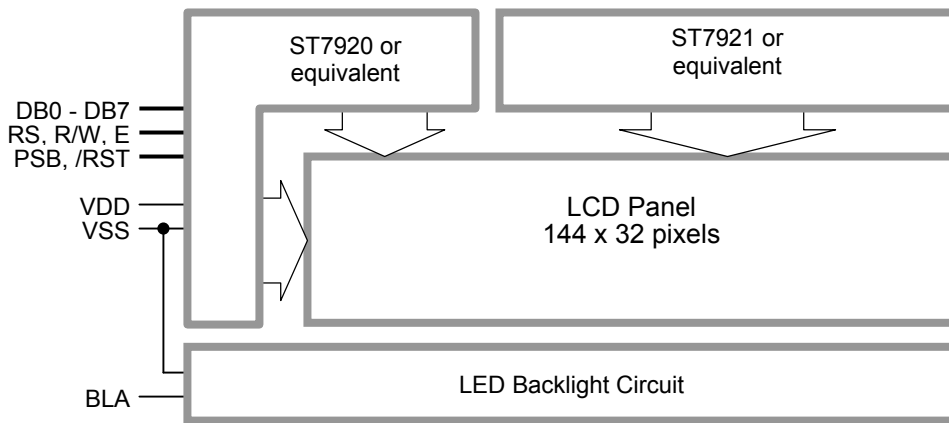 ST7920 or
equivalent
ST7921 or
equivalent
DB0 - DB7
RS, R/W, E
PSB, /RST
VDD
VSS
LCD Panel
144 x 32 pixels
LED Backlight Circuit
BLA